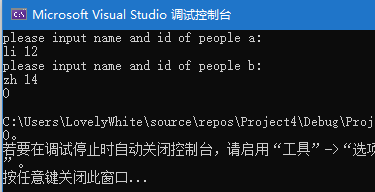 Microsoft Visual Studio 调试控制台
please input name and id of people a:
li 12
please input name and id of people b:
zh 14
0
C:\Users\LovelyWhite\source\repos\Project4\Debug\Proj
0。
若要在调试停止时自动关闭控制台，请启用“工具”->“选项
”。
按任意键关闭此窗口...